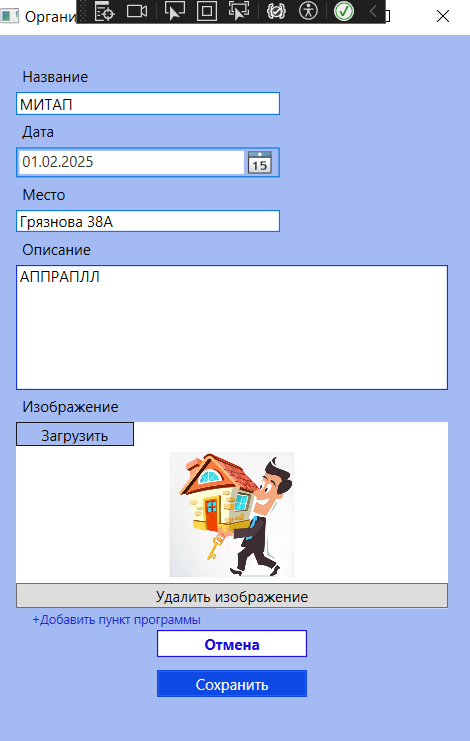 Органи
Название
МИТАП
Дата
01.02.2025
15
Место
Грязнова 38А
Описание
АППРАПЛЛ
Изображение
Загрузить
Удалить изображение
+Добавить пункт программы
Отмена
Сохранить